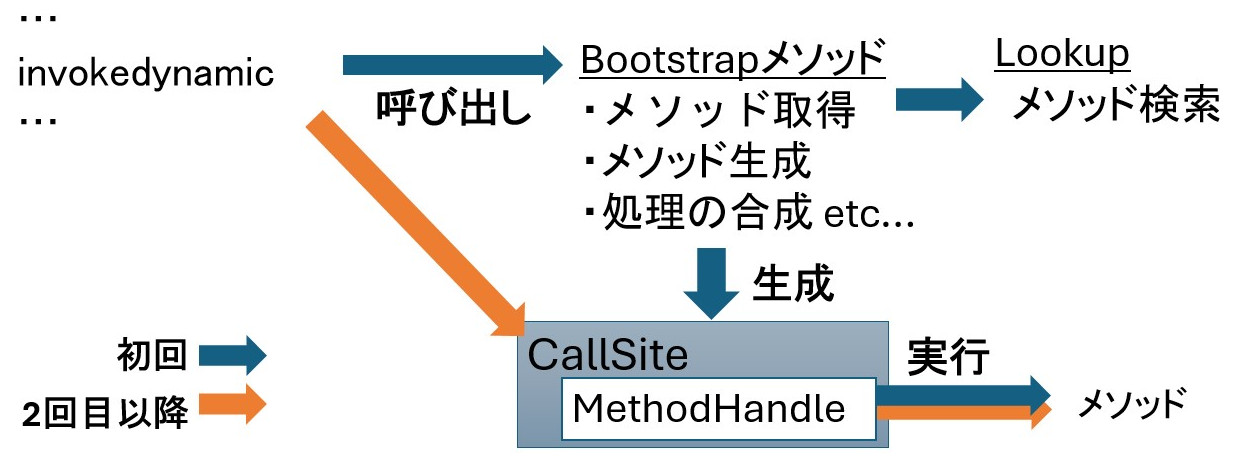 …
invokedynamic
…
呼び出し
Bootstrapメソッド
・メソッド取得
・メソッド生成
・処理の合成 etc…
Lookup
メソッド検索
生成
CallSite
MethodHandle
実行
メソッド
初回
2回目以降